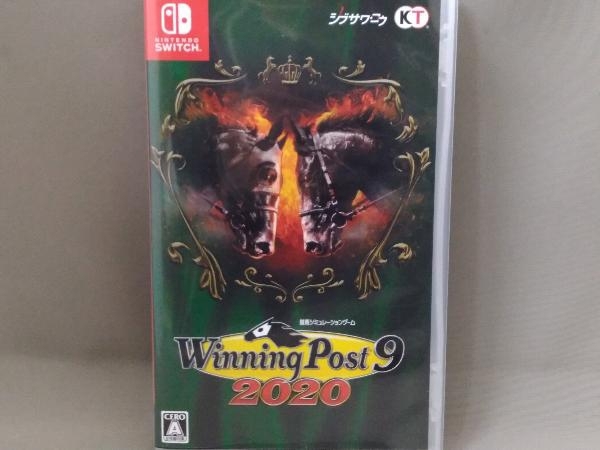 NINTENDO
SWITCH
シブサワ・コウ
KT
競馬シミュレーションゲーム
Winning Post 9
2020
CERO
A